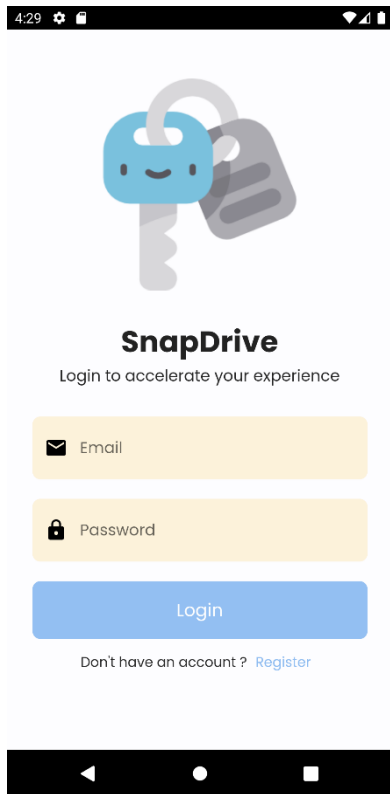 4:29
SnapDrive
Login to accelerate your experience
Email
Password
Login
Don't have an account ? Register